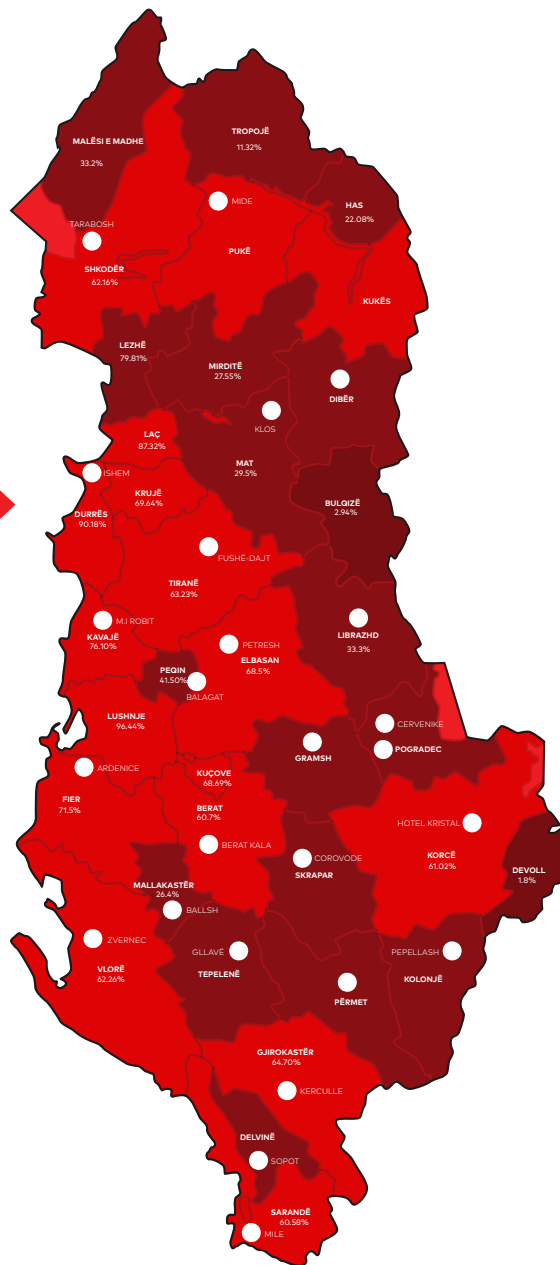 TROPOJË
11.32%
MALËSI E MADHE
33.2%
MIDE
HAS
22.08%
TARABOSH
SHKODËR
62.16%
PUKË
KUKËS
LEZHË
79.81%
MIRDITË
27.55%
DIBËR
KLOS
LAÇ
87.32%
MAT
29.5%
ISHEM
KRUJË
69.64%
BULQIZË
2.94%
DURRËS
90.18%
FUSHË-DAJT
TIRANË
63.23%
M.I ROBIT
KAVAJË
76.10%
LIBRAZHD
33.3%
PETRESH
ELBASAN
68.5%
PEQIN
41.50%
BALAGAT
LUSHNJE
96.44%
CERVENIKE
POGRADEC
GRAMSH
ARDENICE
KUÇOVE
68.69%
FIER
71.5%
BERAT
60.7%
HOTEL KRISTAL
BERAT KALA
KORCË
61.02%
COROVODE
SKRAPAR
DEVOLL
1.8%
MALLAKASTËR
26.4%
BALLSH
ZVERNEC
GLLAVË
PEPELLASH
VLORË
62.26%
TEPELENË
KOLONJË
PËRMET
GJIROKASTËR
64.70%
KERCULLE
DELVINË
SOPOT
SARANDË
60.58%
MILE